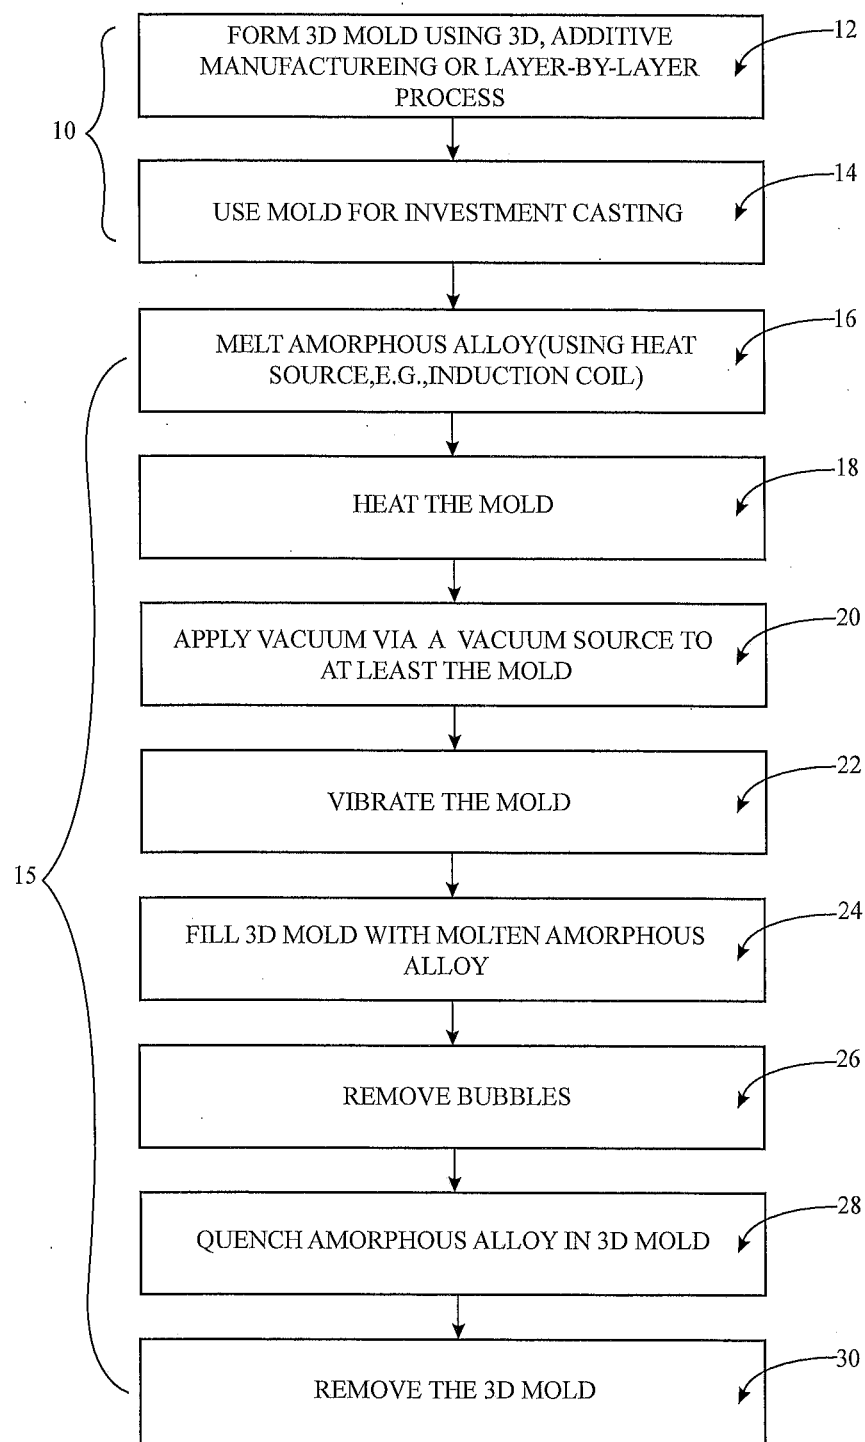 FORM 3D MOLD USING 3D, ADDITIVE
MANUFACTUREING OR LAYER-BY-LAYER
PROCESS
12
10
USE MOLD FOR INVESTMENT CASTING
14
MELT AMORPHOUS ALLOY(USING HEAT
SOURCE,E.G.,INDUCTION COIL)
16
HEAT THE MOLD
18
APPLY VACUUM VIA A VACUUM SOURCE TO
AT LEAST THE MOLD
20
VIBRATE THE MOLD
22
15
FILL 3D MOLD WITH MOLTEN AMORPHOUS
ALLOY
24
REMOVE BUBBLES
26
QUENCH AMORPHOUS ALLOY IN 3D MOLD
28
REMOVE THE 3D MOLD
30